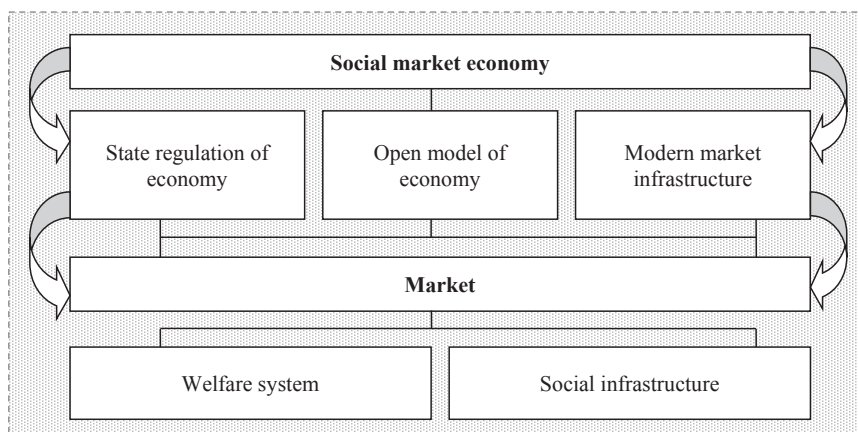 Social market economy
State regulation of
economy
Open model of
economy
Modern market
infrastructure
Market
Welfare system
Social infrastructure